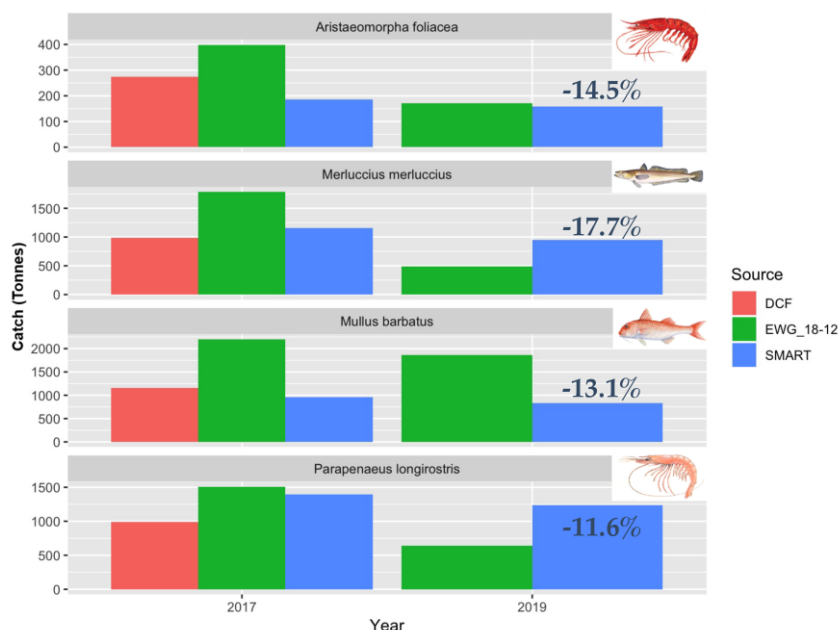 Aristaeomorpha foliacea
400
300
200
100
0
-14.5%
Merluccius merluccius
1500
1000
500
0
-17.7%
Mullus barbatus
2000
1500
1000
500
0
-13.1%
Parapenaeus longirostris
1500
1000
500
0
-11.6%
2017 2019
Year
Catch (Tonnes)
Source
DCF
EWG_18-12
SMART